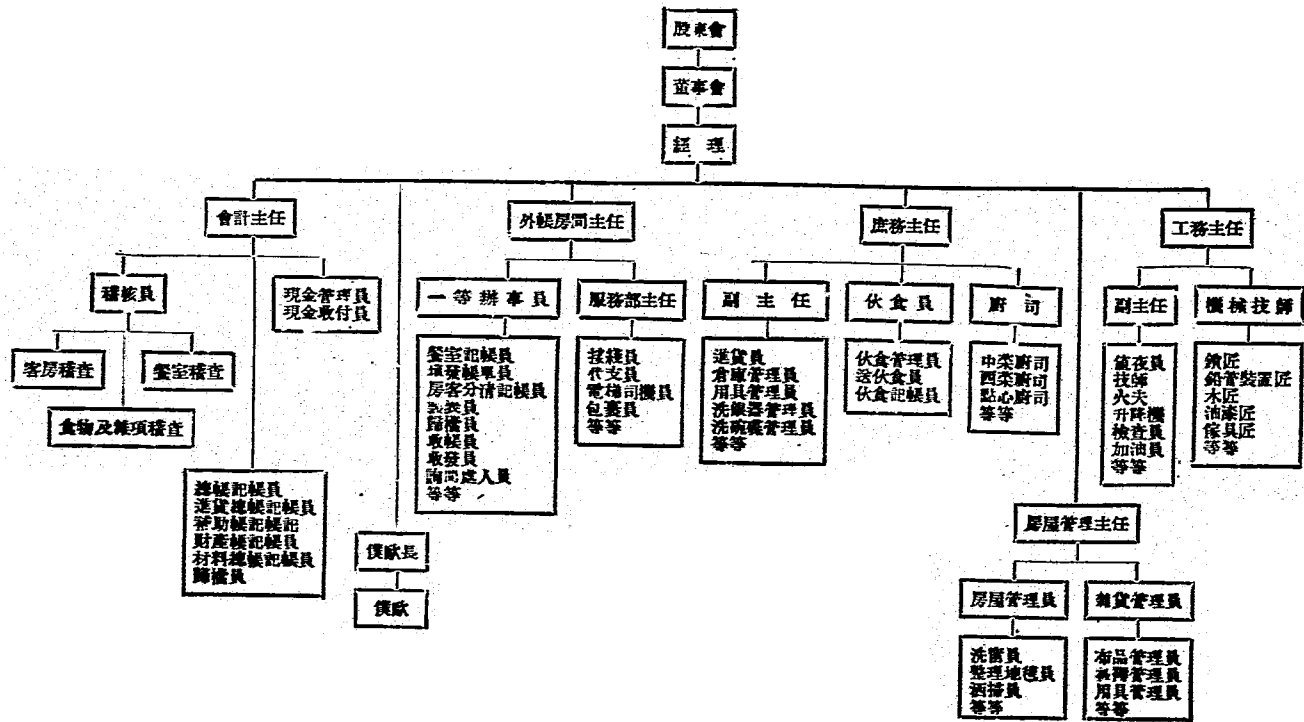 股東會
董事會
經理
會計主任
外帳房間主任
庶務主任
工務主任
稽核員
現金管理員
現金收付員
一等辦事員
服務部主任
副主任
伙食員
廚司
副主任
機械技師
客房稽查
餐室稽查
食物及雜項稽查
餐室記帳員
填發帳單員
房客分清記帳員
歸檔員
收帳員
收發員
詢問處人員
等等
接綫員
代支員
電梯司機員
包裹員
等等
進貨員
倉庫管理員
用具管理員
洗銀器管理員
洗碗碟管理員
等等
伙食管理員
送伙食員
伙食記帳員
中菜廚司
西菜廚司
點心廚司
等等
值夜員
技師
火夫
升降機
檢查員
加油員
等等
鉛管裝置匠
木匠
油漆匠
傢具匠
等等
總帳記帳員
進貨總帳記帳員
補助帳記帳記
財產帳記帳員
材料總帳記帳員
歸檔員
僕歐長
僕歐
房屋管理主任
房屋管理員
雜貨管理員
洗窗員
整理地毯員
洒掃員
等等
布品管理員
用具管理員
等等